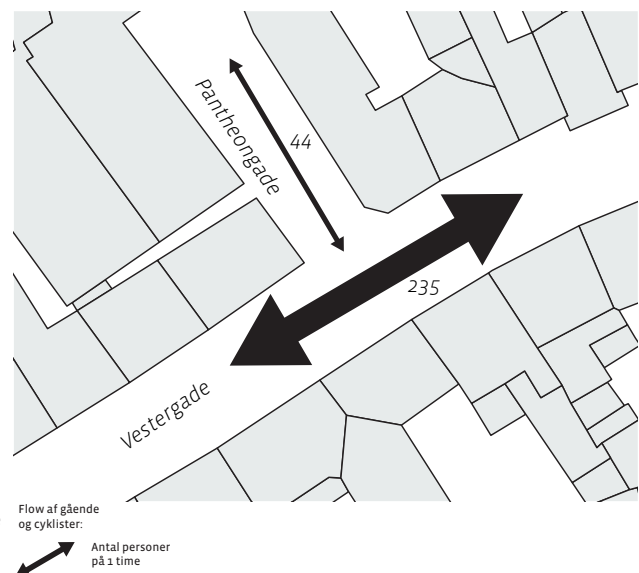 Pantheongade
44
235
Vestergade
Flow af gående
og cyklister:
Antal personer
på 1 time